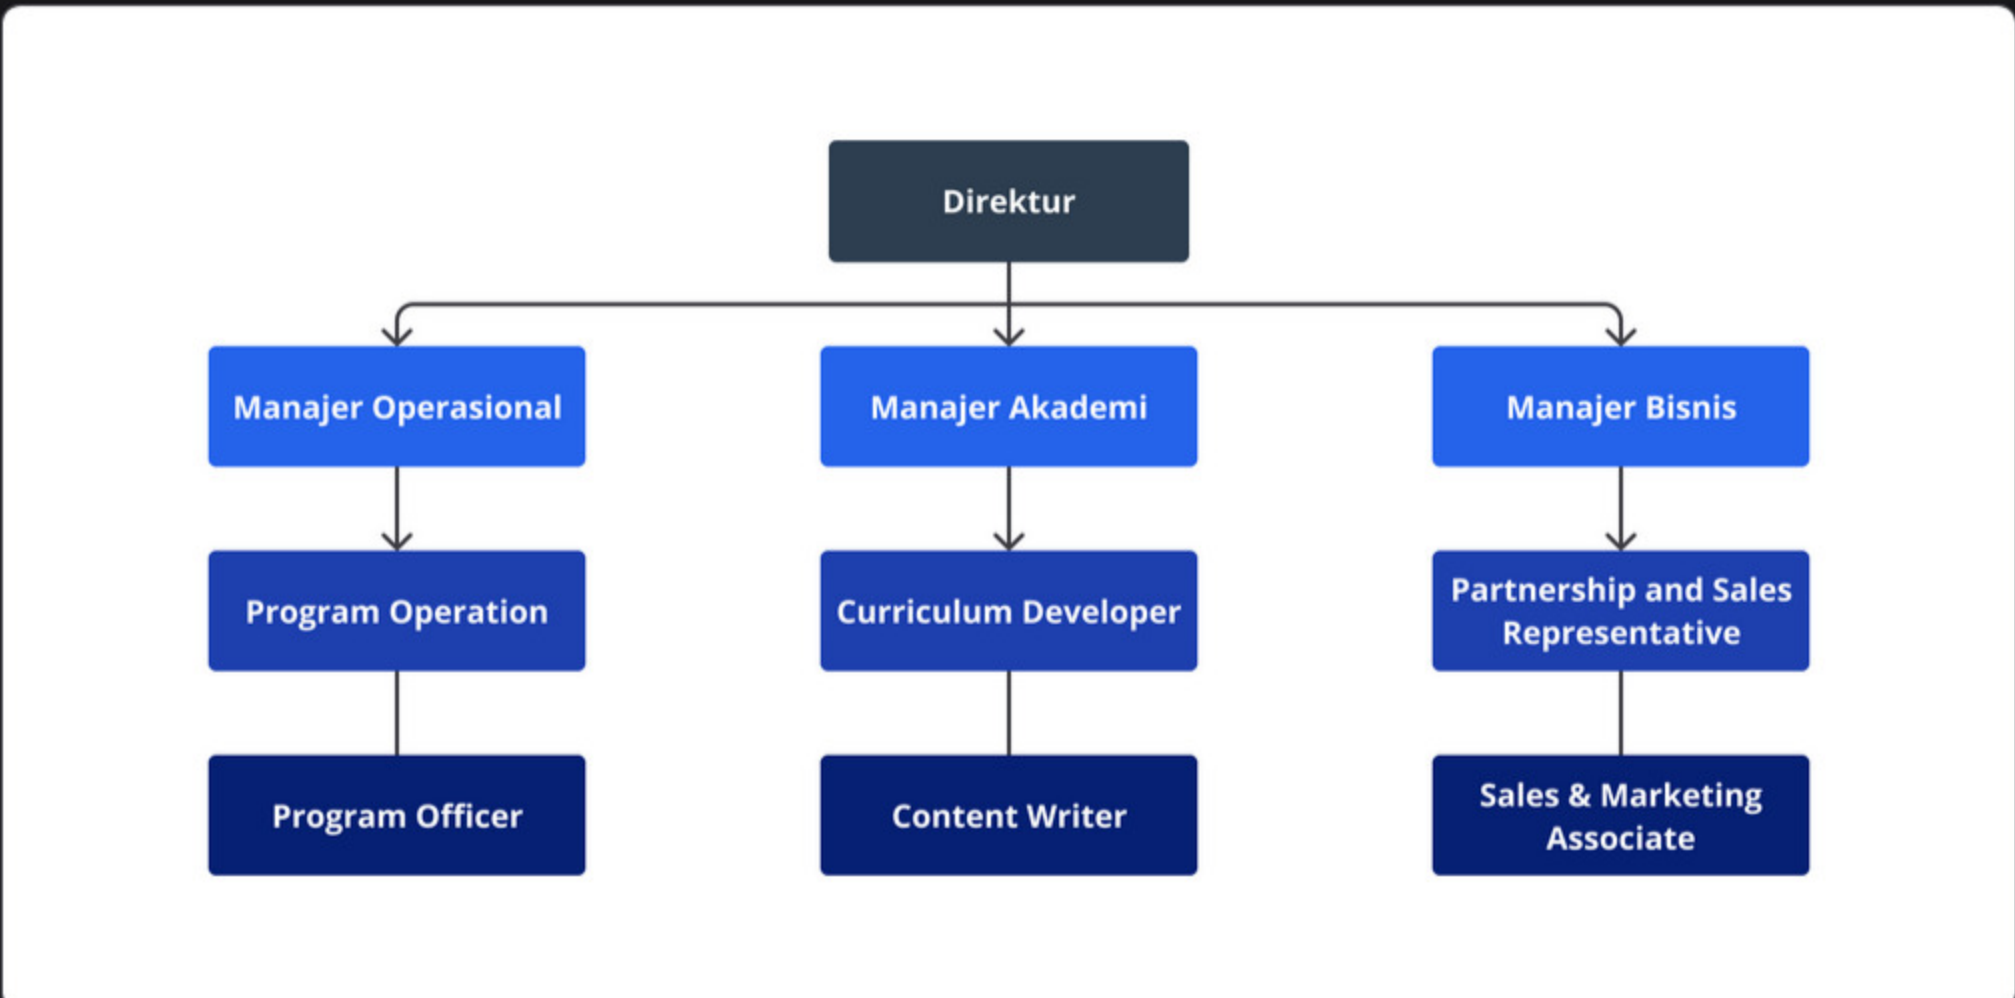 Direktur
Manajer Operasional
Manajer Akademi
Manajer Bisnis
Program Operation
Curriculum Developer
Partnership and Sales
Representative
Program Officer
Content Writer
Sales & Marketing
Associate